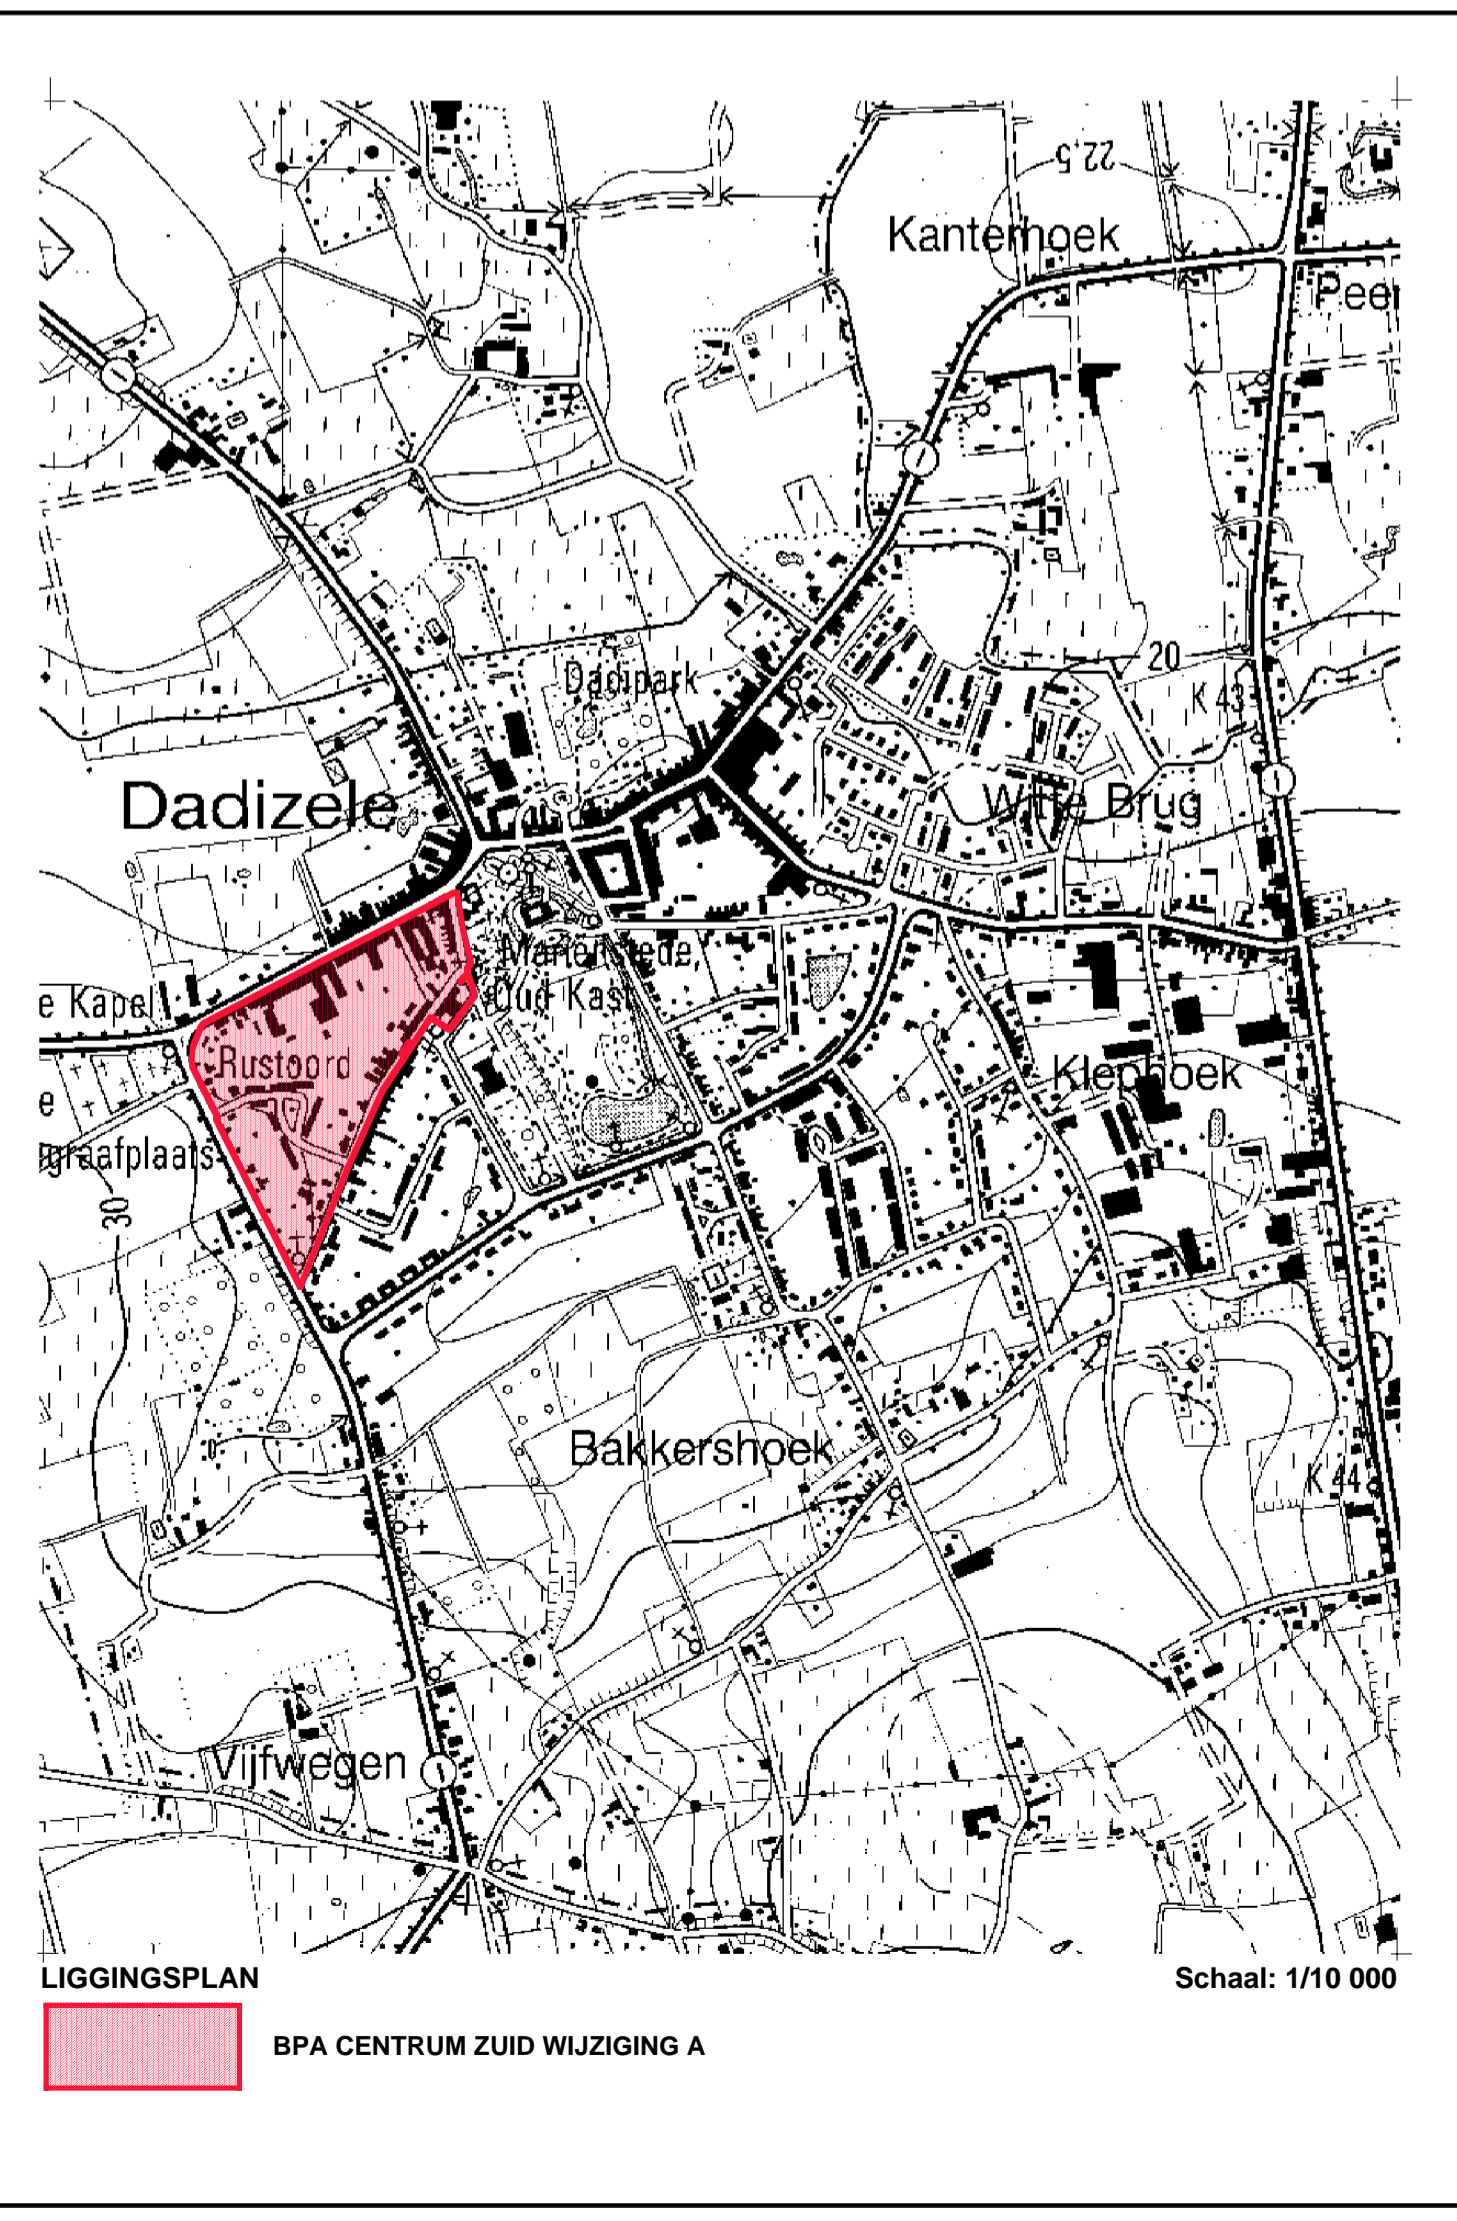 22,5
Kanterhoek
Peer
Dadipark
20
K 43
Dadizele
Witte Brug
Mariënstede,
Oud Kast
e Kapel
Rustoord
Klephoek
e
graafplaats
30
Bakkershoek
K 44
Vijfwegen
LIGGINGSPLAN
Schaal: 1/10 000
BPA CENTRUM ZUID WIJZIGING A